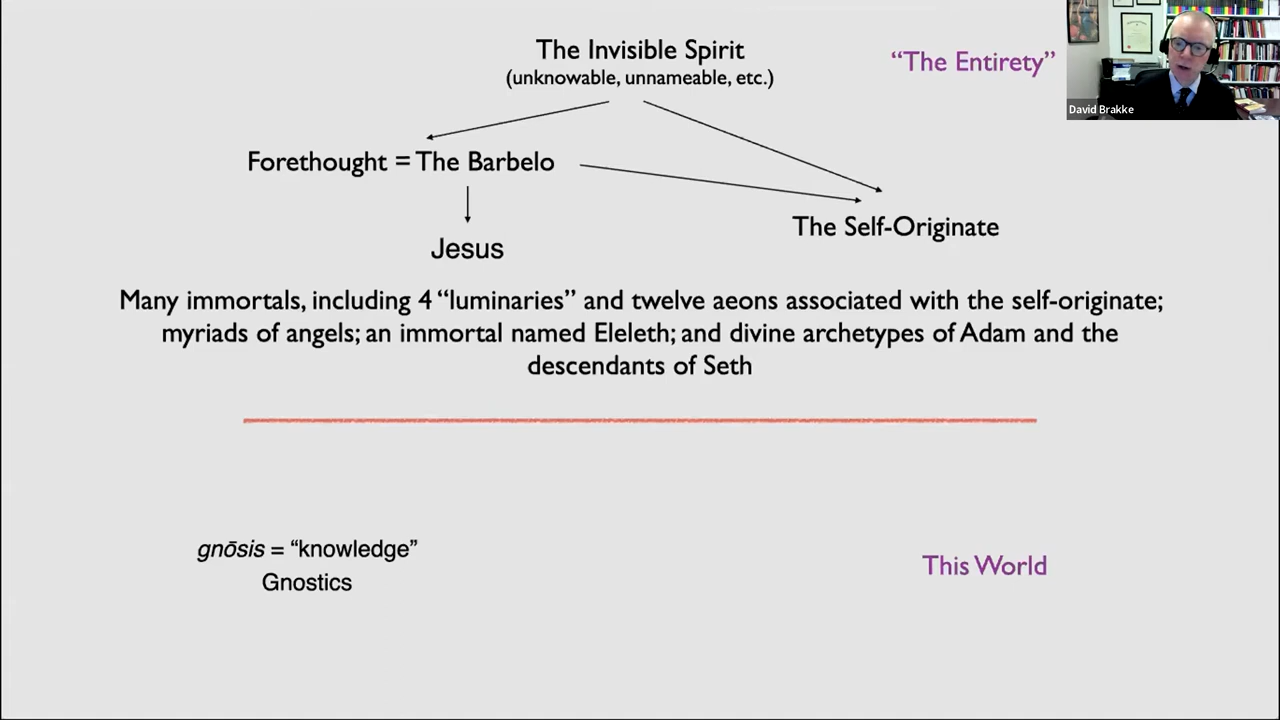 The Invisible Spirit
(unknowable, unnameable, etc.)
“The Entirety”
David Brakke
Forethought = The Barbelo
The Self-Originate
Jesus
Many immortals, including 4 “luminaries” and twelve aeons associated with the self-originate;
myriads of angels; an immortal named Eleleth; and divine archetypes of Adam and the
descendants of Seth
gnōsis = “knowledge”
Gnostics
This World